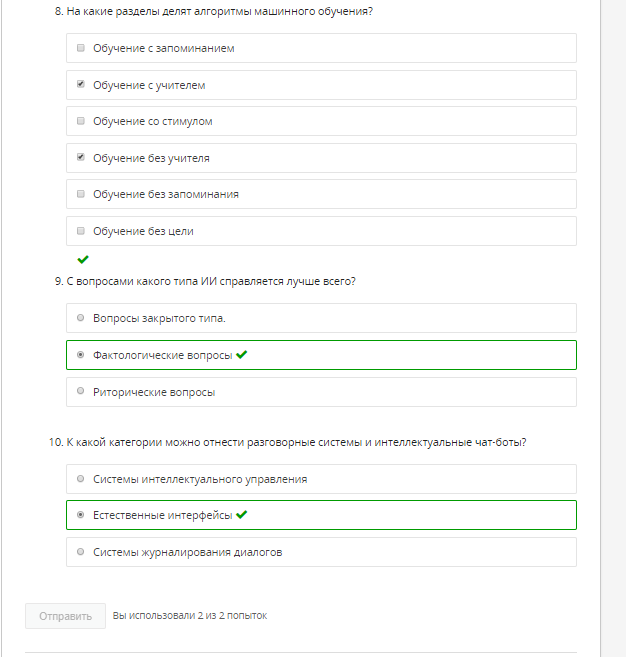 8. На какие разделы делят алгоритмы машинного обучения?
Обучение с запоминанием
Обучение с учителем
Обучение со стимулом
Обучение без учителя
Обучение без запоминания
Обучение без цели
9. С вопросами какого типа ИИ справляется лучше всего?
Вопросы закрытого типа.
Фактологические вопросы
Риторические вопросы
10. К какой категории можно отнести разговорные системы и интеллектуальные чат-боты?
Системы интеллектуального управления
Естественные интерфейсы
Системы журналирования диалогов
Отправить Вы использовали 2 из 2 попыток